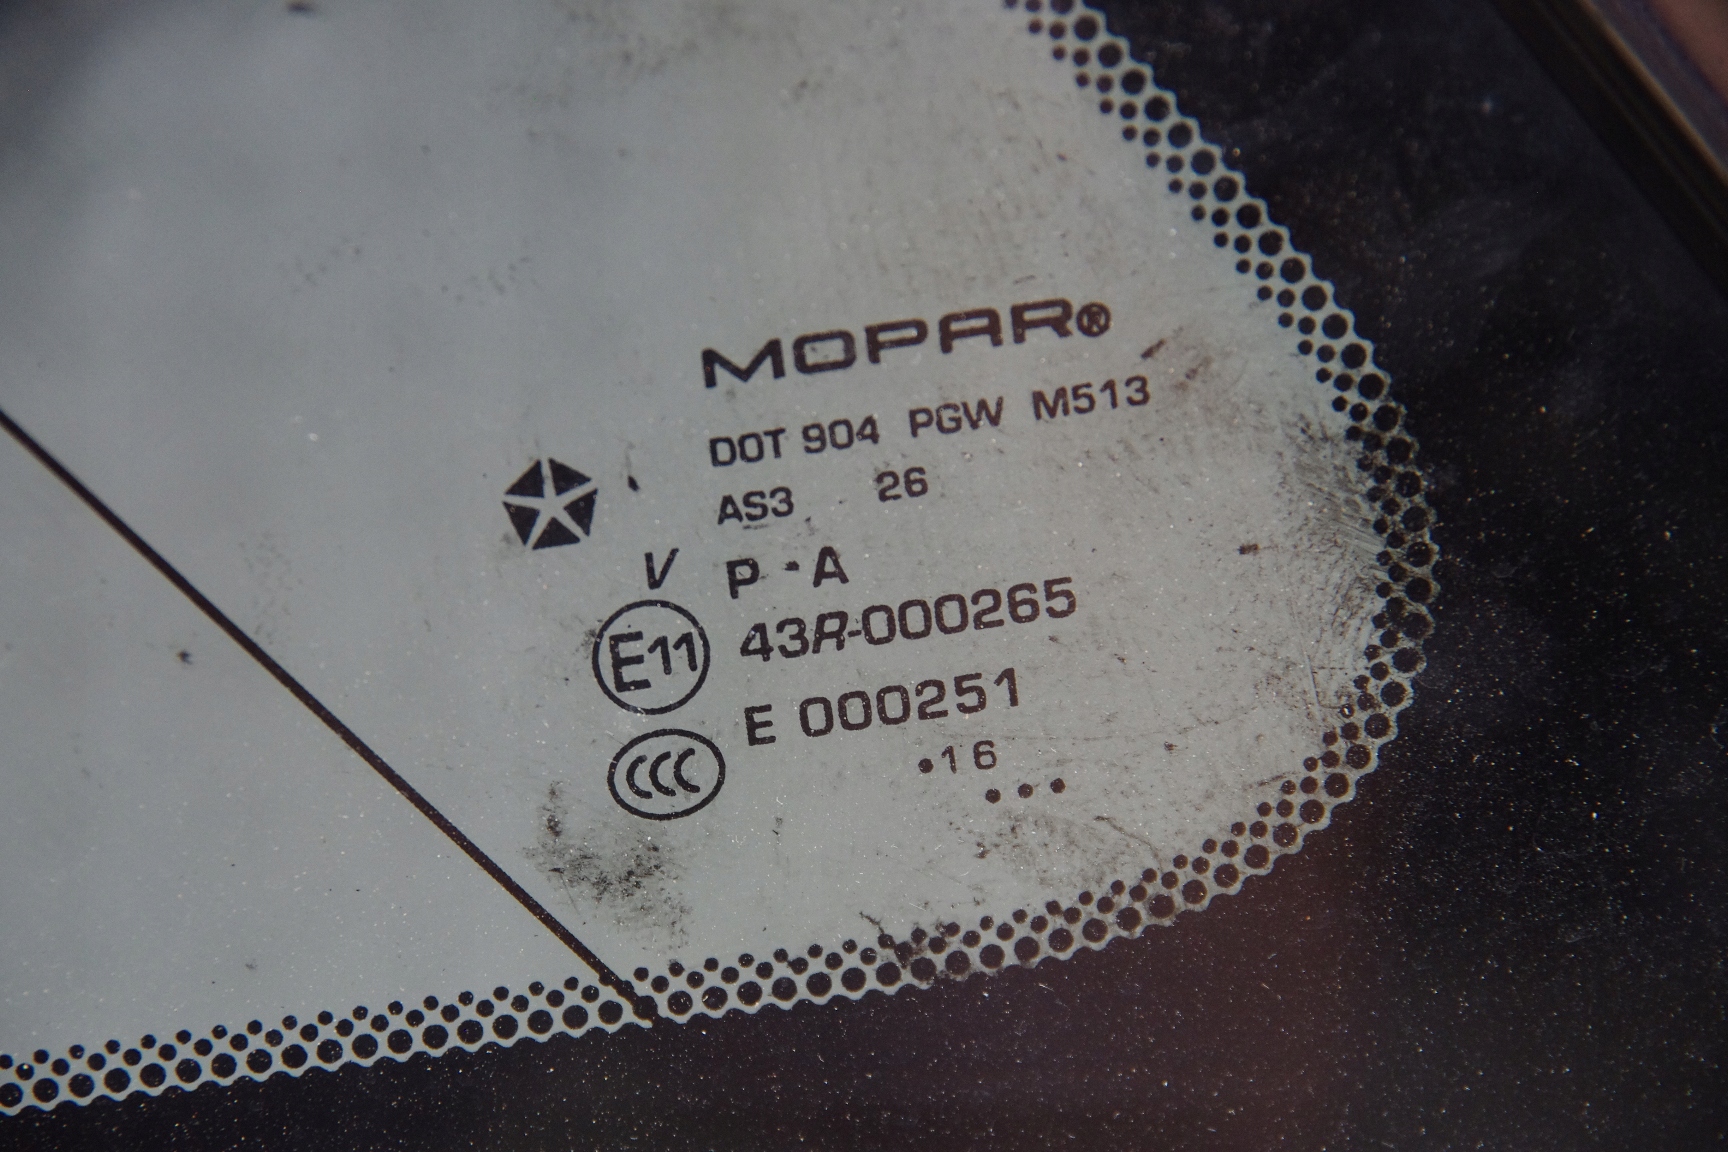 MOPAR®
DOT 904 PGW M513
AS3 26
V P·A
E11 43R-000265
CCC E 000251
•16
•••